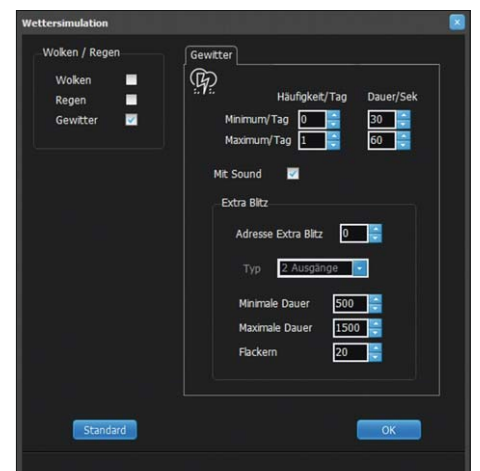 Wettersimulation
Wolken / Regen
Wolken
Regen
Gewitter
Gewitter
Häufigkeit/Tag Dauer/Sek
Minimum/Tag 0 30
Maximum/Tag 1 60
Mit Sound
Extra Blitz
Adresse Extra Blitz 0
Typ 2 Ausgänge
Minimale Dauer 500
Maximale Dauer 1500
Flackern 20
Standard OK